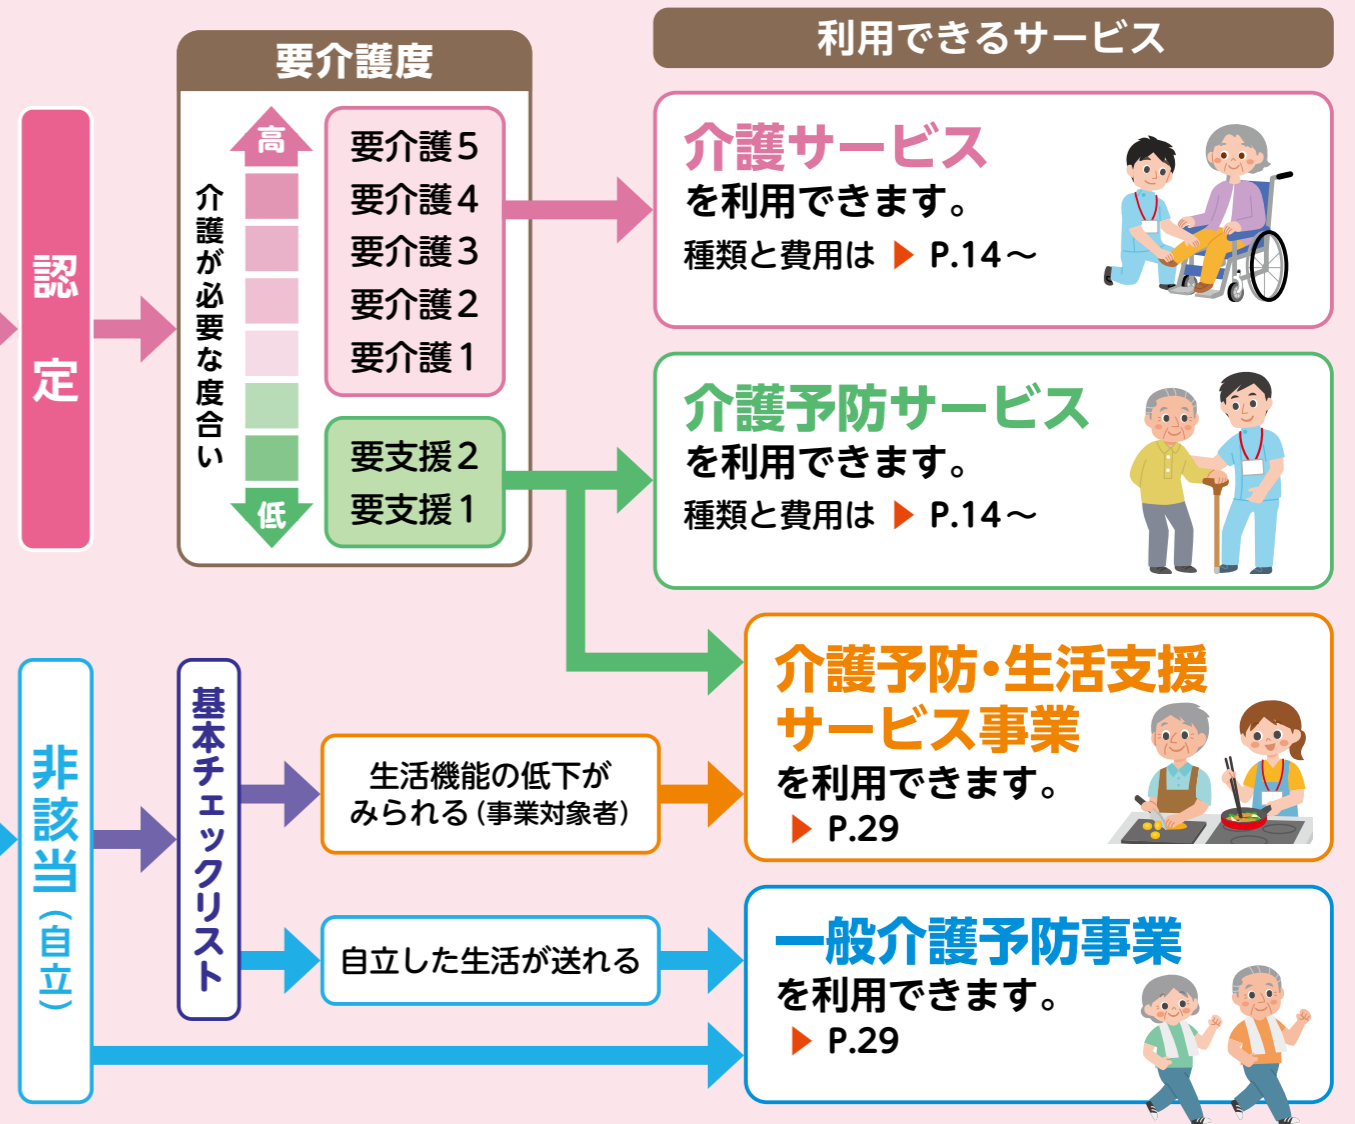 利用できるサービス
要介護度
認定
介護が必要な度合い
高
低
要介護5
要介護4
要介護3
要介護2
要介護1
要支援2
要支援1
介護サービス
を利用できます。
種類と費用は ▶ P.14～
介護予防サービス
を利用できます。
種類と費用は ▶ P.14～
非該当（自立）
基本チェックリスト
生活機能の低下が
みられる（事業対象者）
自立した生活が送れる
介護予防・生活支援
サービス事業
を利用できます。
▶ P.29
一般介護予防事業
を利用できます。
▶ P.29